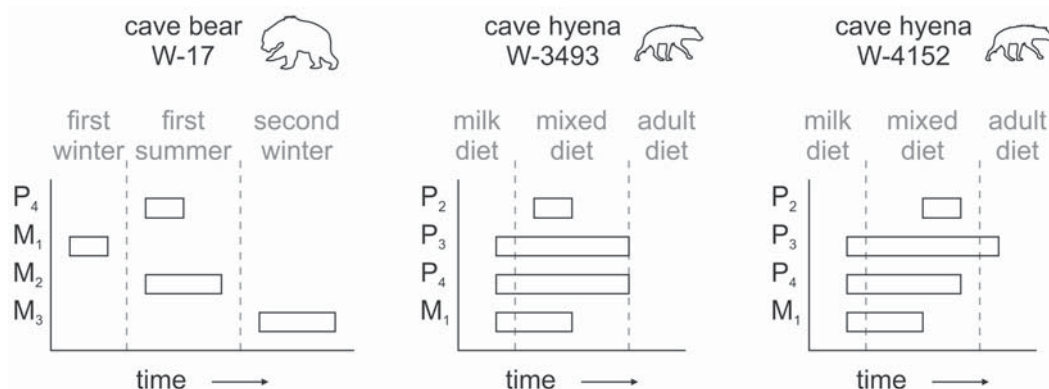 cave bear
W-17
first
winter
first
summer
second
winter
P4
M1
M2
M3
time
cave hyena
W-3493
milk
diet
mixed
diet
adult
diet
P2
P3
P4
M1
time
cave hyena
W-4152
milk
diet
mixed
diet
adult
diet
P2
P3
P4
M1
time